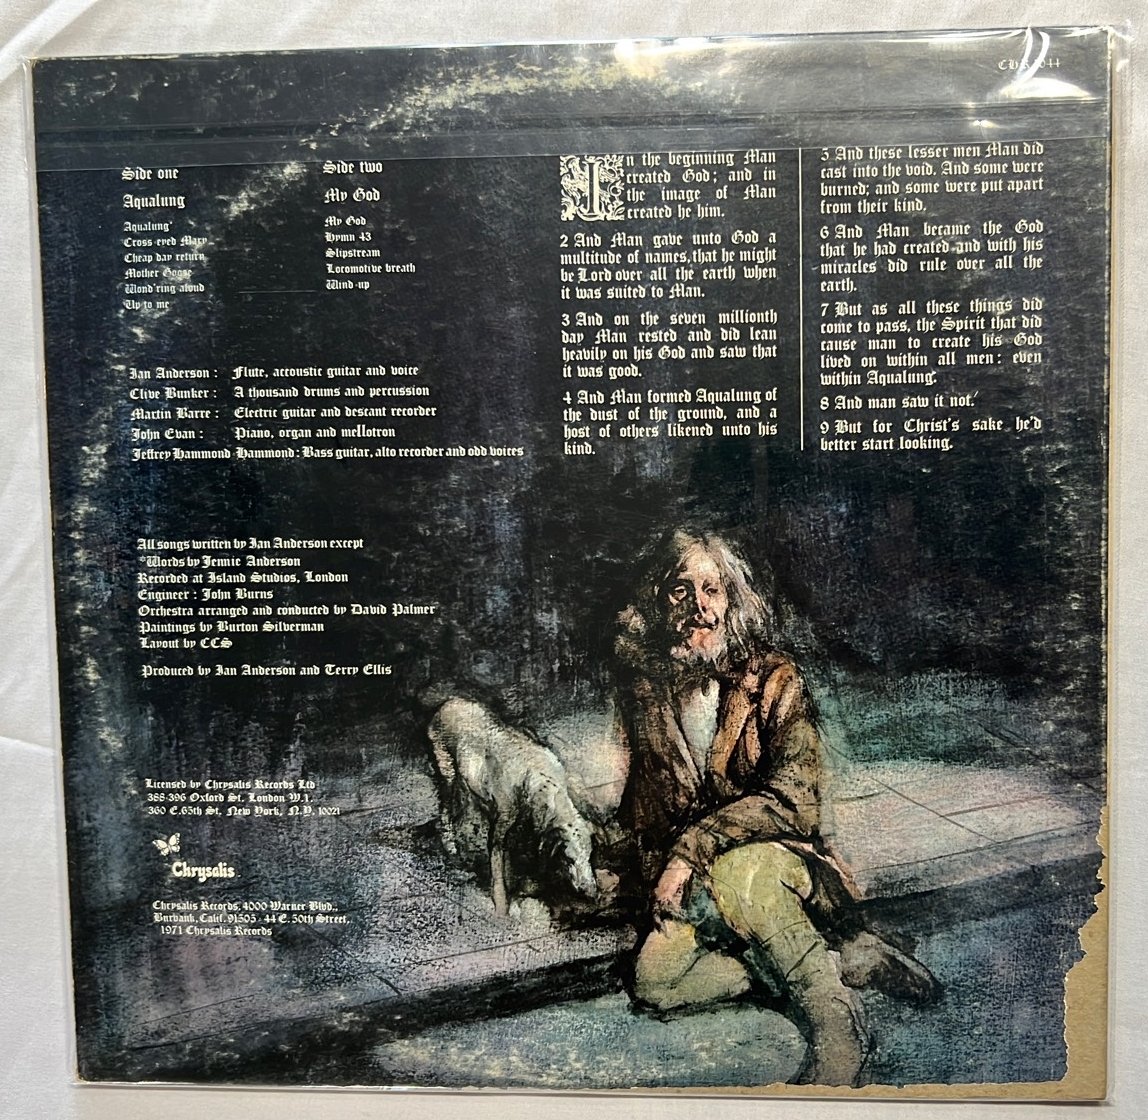 CHR 1044
Side one
Aqualung
Aqualung*
Cross-eyed Mary
Cheap day return
Mother Goose
Wond'ring aloud
Up to me
Side two
My God
My God
Hymn 43
Slipstream
Locomotive breath
Wind-up
Ian Anderson : Flute, accoustic guitar and voice
Clive Bunker : A thousand drums and percussion
Martin Barre : Electric guitar and descant recorder
John Evan : Piano, organ and mellotron
Jeffrey Hammond Hammond : Bass guitar, alto recorder and odd voices
All songs written by Ian Anderson except
*Words by Jennie Anderson
Recorded at Island Studios, London
Engineer : John Burns
Orchestra arranged and conducted by David Palmer
Paintings by Burton Silverman
Layout by CCS
Produced by Ian Anderson and Terry Ellis
Licensed by Chrysalis Records Ltd
388-396 Oxford St. London W.1.
360 E.65th St. New York, N.Y. 10021
Chrysalis
Chrysalis Records, 4000 Warner Blvd.,
Burbank, Calif. 91505 · 44 E. 50th Street,
1971 Chrysalis Records
In the beginning Man
created God; and in
the image of Man
created he him.
2 And Man gave unto God a
multitude of names, that he might
be Lord over all the earth when
it was suited to Man.
3 And on the seven millionth
day Man rested and did lean
heavily on his God and saw that
it was good.
4 And Man formed Aqualung of
the dust of the ground, and a
host of others likened unto his
kind.
5 And these lesser men Man did
cast into the void. And some were
burned; and some were put apart
from their kind.
6 And Man became the God
that he had created and with his
miracles did rule over all the
earth.
7 But as all these things did
come to pass, the Spirit that did
cause man to create his God
lived on within all men: even
within Aqualung.
8 And man saw it not.
9 But for Christ's sake he'd
better start looking.